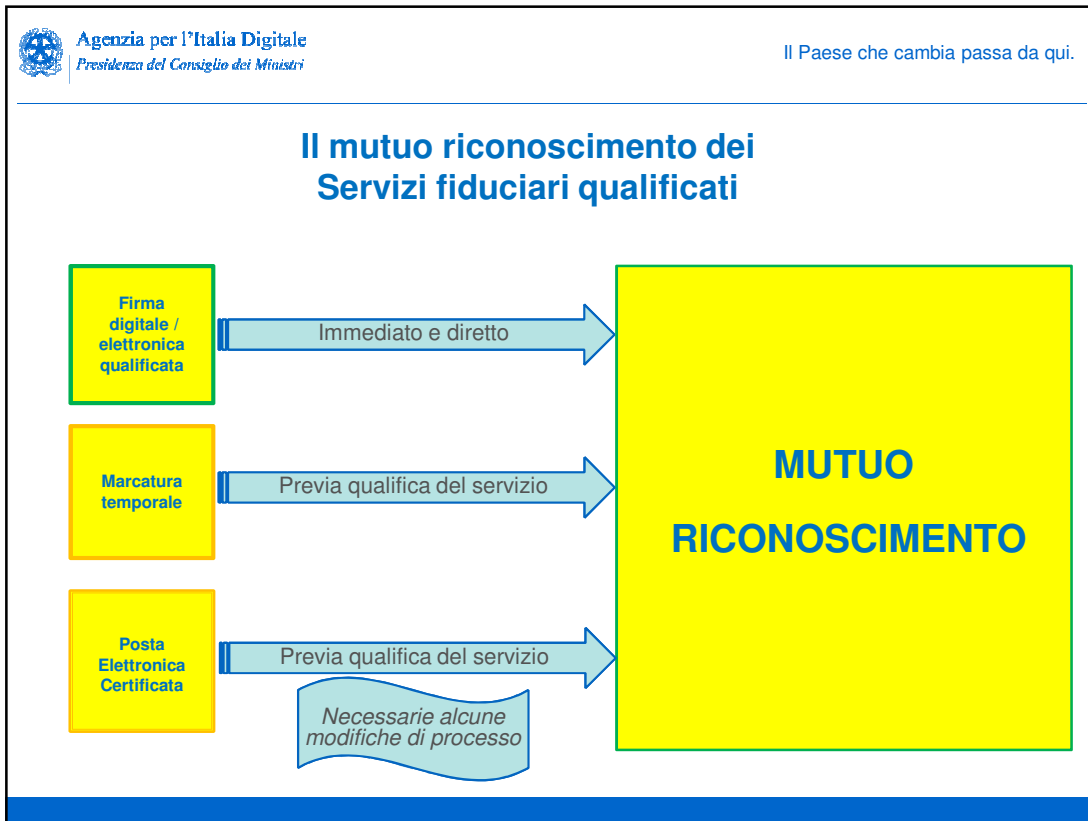 Agenzia per l'Italia Digitale
Presidenza del Consiglio dei Ministri
Il Paese che cambia passa da qui.
Il mutuo riconoscimento dei
Servizi fiduciari qualificati
Firma
digitale /
elettronica
qualificata
Immediato e diretto
Marcatura
temporale
Previa qualifica del servizio
Posta
Elettronica
Certificata
Previa qualifica del servizio
Necessarie alcune
modifiche di processo
MUTUO
RICONOSCIMENTO